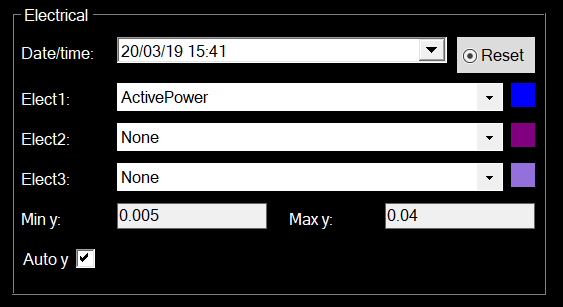 Electrical
Date/time: 20/03/19 15:41 Reset
Elect1: ActivePower
Elect2: None
Elect3: None
Min y: 0.005 Max y: 0.04
Auto y